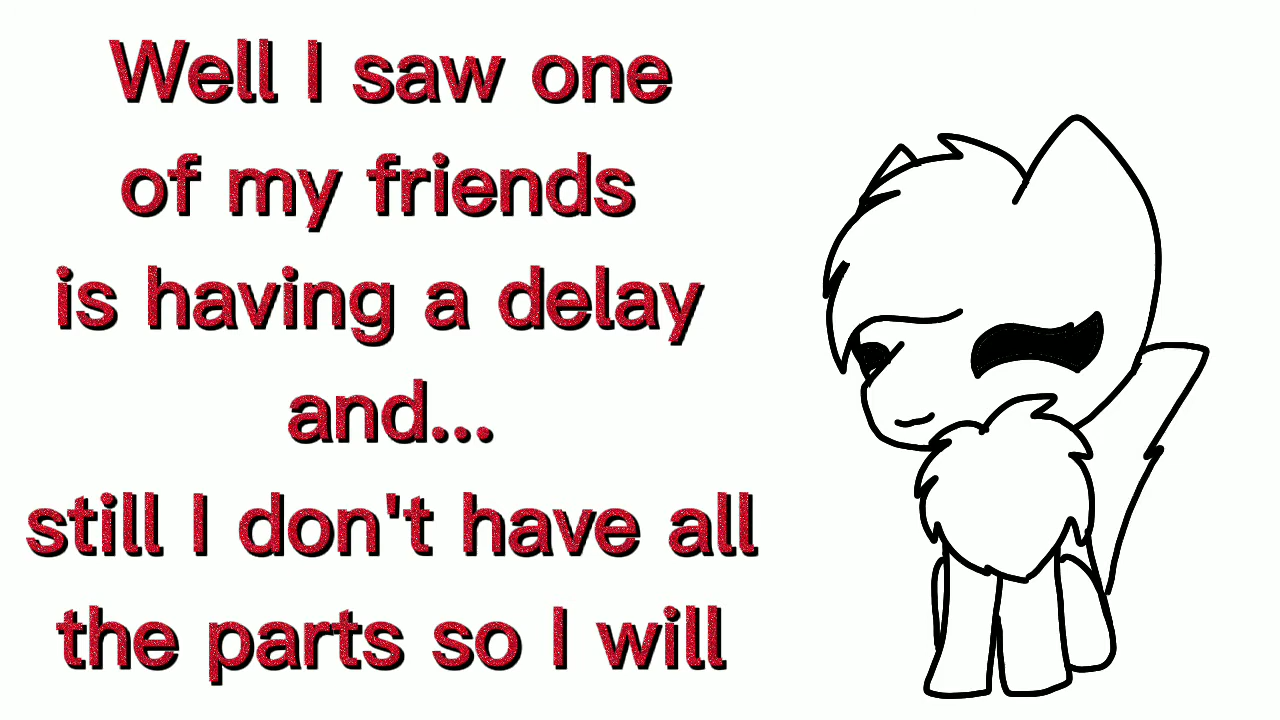 Well I saw one
of my friends
is having a delay
and...
still I don't have all
the parts so I will